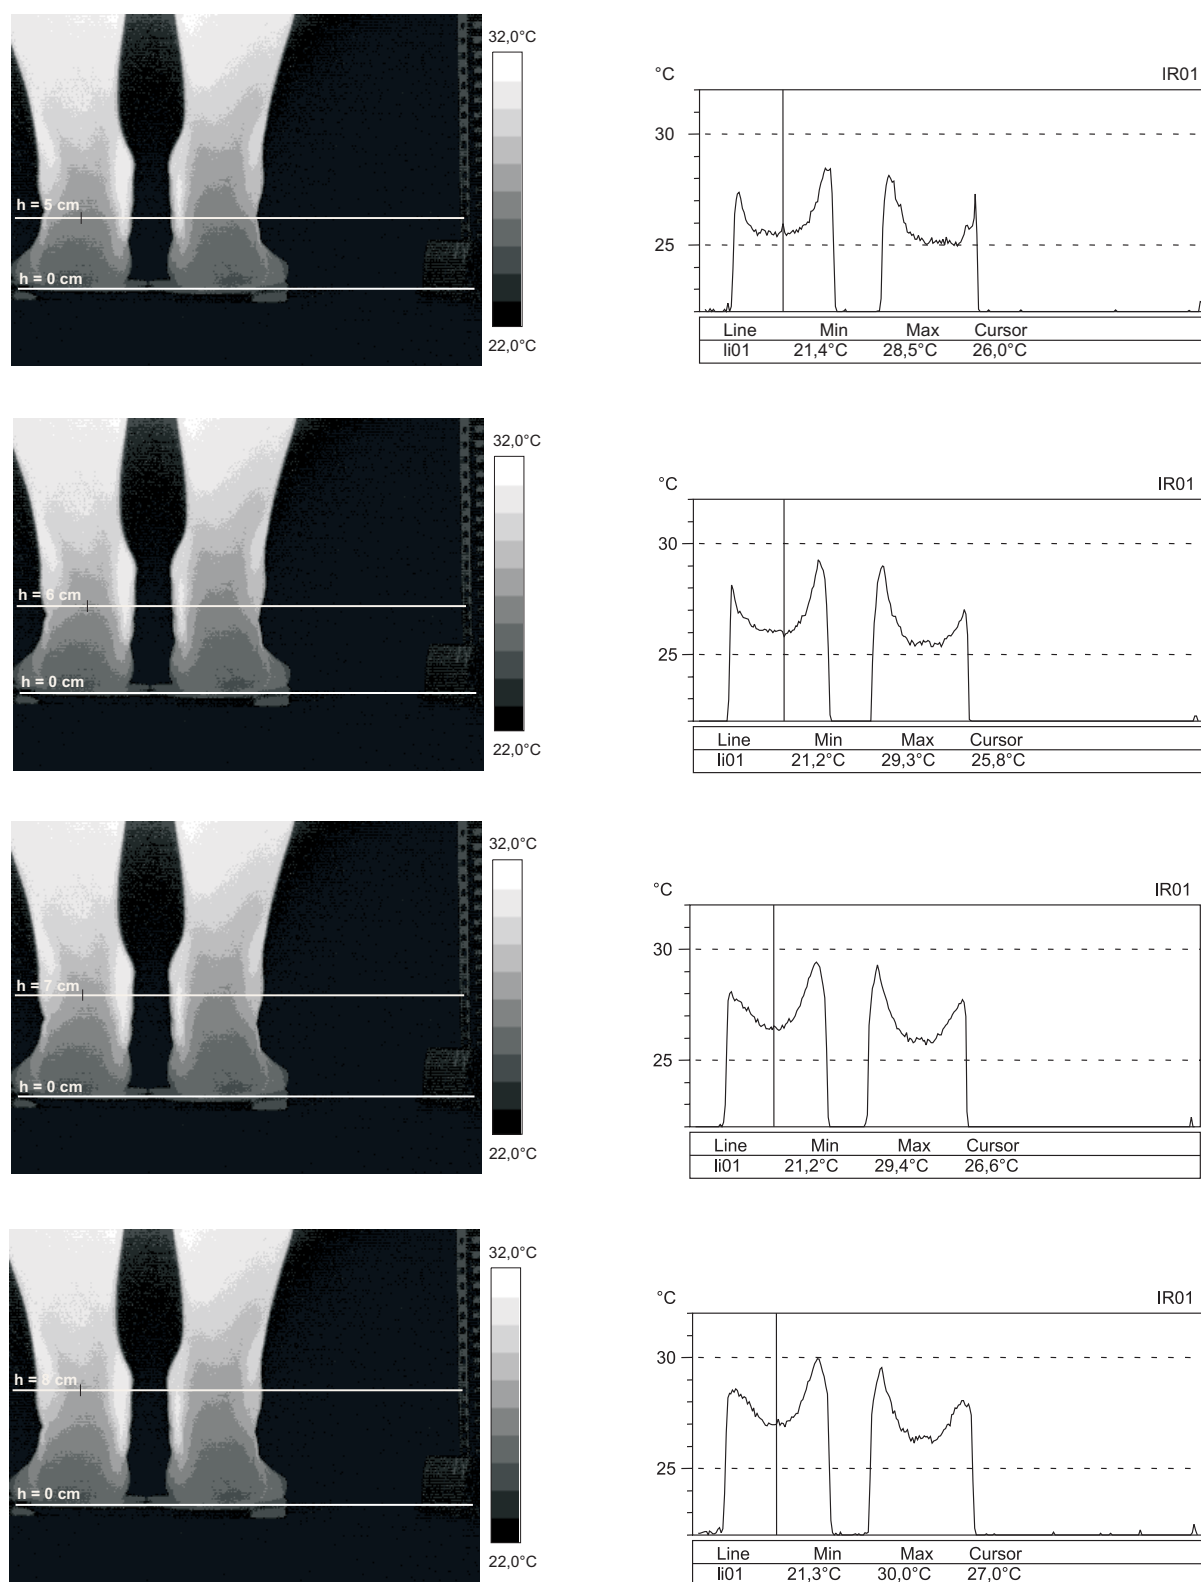 32,0°C
h = 5 cm
h = 0 cm
22,0°C
°C IR01
30
25
Line Min Max Cursor
li01 21,4°C 28,5°C 26,0°C
32,0°C
h = 6 cm
h = 0 cm
22,0°C
°C IR01
30
25
Line Min Max Cursor
li01 21,2°C 29,3°C 25,8°C
32,0°C
h = 7 cm
h = 0 cm
22,0°C
°C IR01
30
25
Line Min Max Cursor
li01 21,2°C 29,4°C 26,6°C
32,0°C
h = 8 cm
h = 0 cm
22,0°C
°C IR01
30
25
Line Min Max Cursor
li01 21,3°C 30,0°C 27,0°C